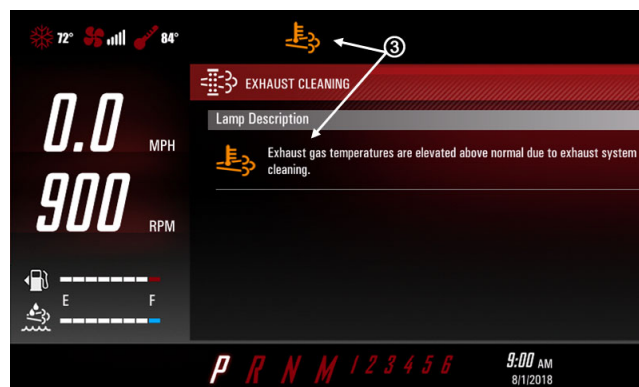 72°
84°
3
EXHAUST CLEANING
Lamp Description
0.0
MPH
Exhaust gas temperatures are elevated above normal due to exhaust system
cleaning.
900
RPM
E F
P R N M 1 2 3 4 5 6
9:00 AM
8/1/2018